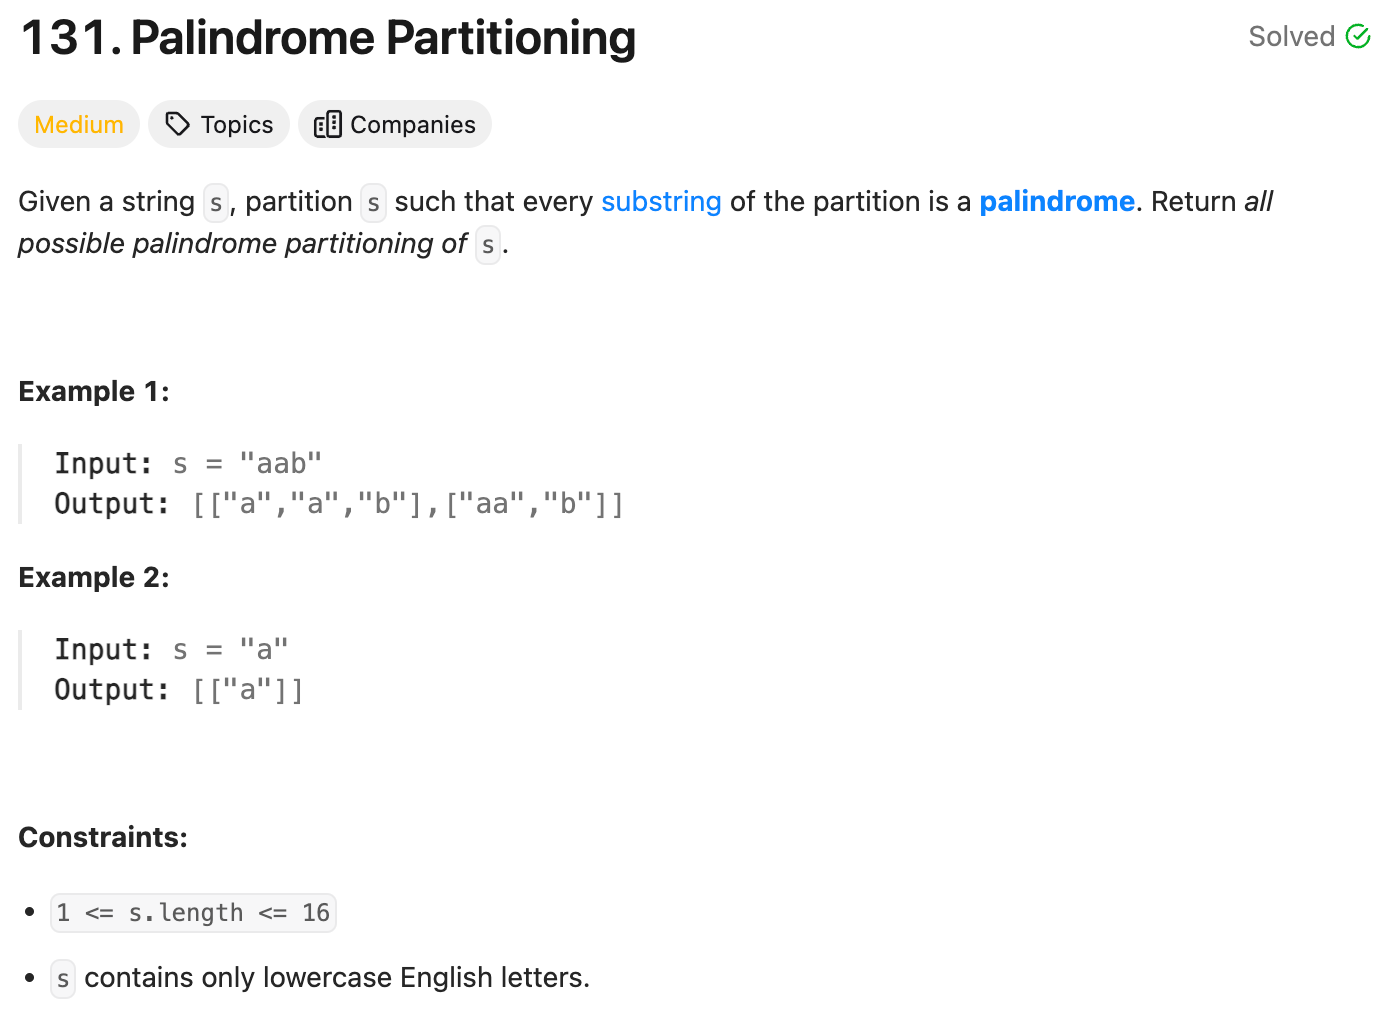 131. Palindrome Partitioning
Solved
Medium
Topics
Companies
Given a string s, partition s such that every substring of the partition is a palindrome. Return all
possible palindrome partitioning of s.
Example 1:
Input: s = "aab"
Output: [["a","a","b"],["aa","b"]]
Example 2:
Input: s = "a"
Output: [["a"]]
Constraints:
• 1 <= s.length <= 16
• s contains only lowercase English letters.